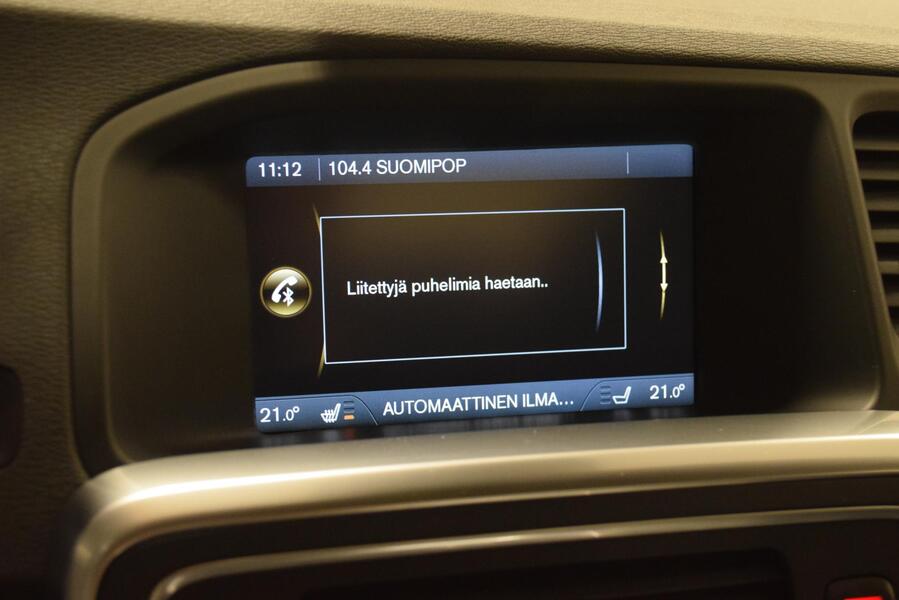 11:12 104.4 SUOMIPOP
Liitettyjä puhelimia haetaan..
21.0° AUTOMAATTINEN ILMA... 21.0°